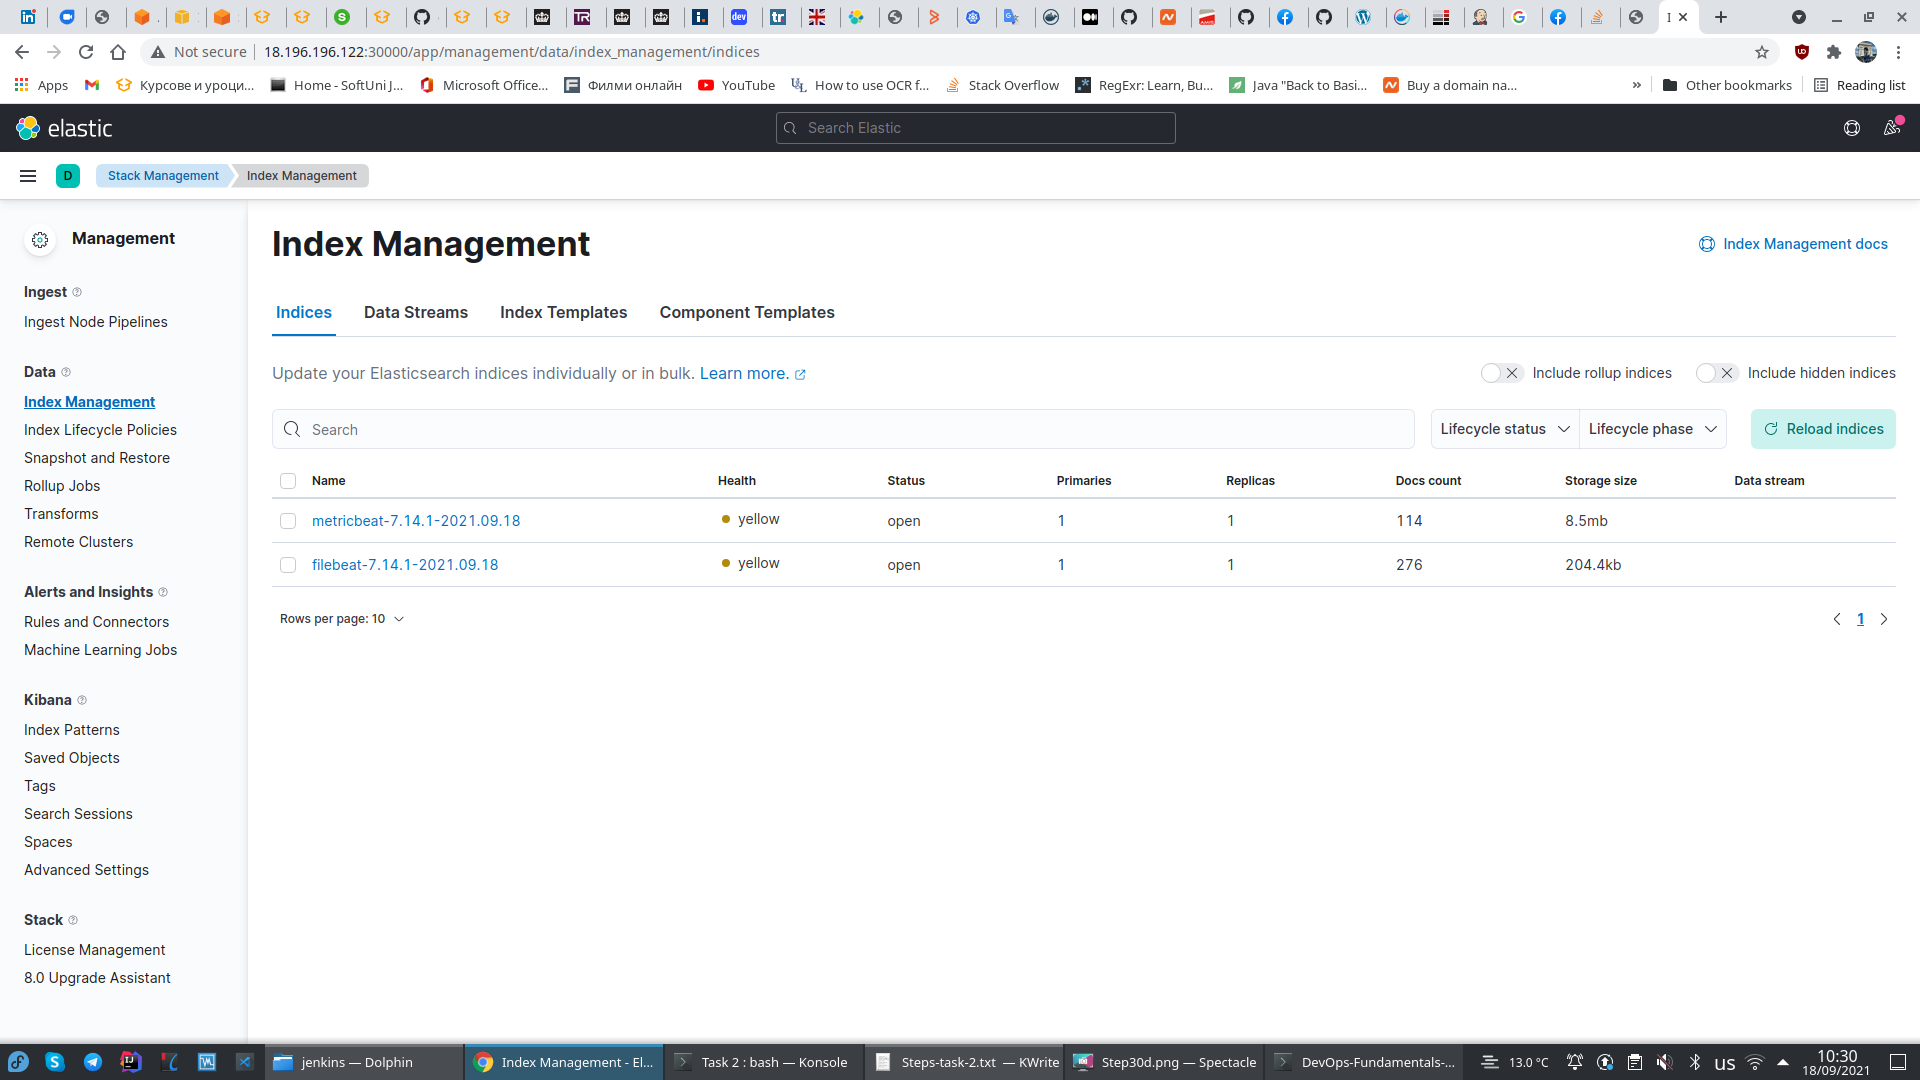 I
Not secure 18.196.196.122:30000/app/management/data/index_management/indices
Apps Курсове и уроци... Home - SoftUni J... Microsoft Office... Филми онлайн YouTube How to use OCR f... Stack Overflow RegExr: Learn, Bu... Java "Back to Basi... Buy a domain na... » Other bookmarks Reading list
elastic Search Elastic
D Stack Management Index Management
Management
Ingest
Ingest Node Pipelines
Data
Index Management
Index Lifecycle Policies
Snapshot and Restore
Rollup Jobs
Transforms
Remote Clusters
Alerts and Insights
Rules and Connectors
Machine Learning Jobs
Kibana
Index Patterns
Saved Objects
Tags
Search Sessions
Spaces
Advanced Settings
Stack
License Management
8.0 Upgrade Assistant
Index Management
Index Management docs
Indices Data Streams Index Templates Component Templates
Update your Elasticsearch indices individually or in bulk. Learn more.
Include rollup indices Include hidden indices
Search Lifecycle status Lifecycle phase Reload indices
Name Health Status Primaries Replicas Docs count Storage size Data stream
metricbeat-7.14.1-2021.09.18 yellow open 1 1 114 8.5mb
filebeat-7.14.1-2021.09.18 yellow open 1 1 276 204.4kb
Rows per page: 10
1
jenkins — Dolphin Index Management - El... Task 2 : bash — Konsole Steps-task-2.txt — KWrite Step30d.png — Spectacle DevOps-Fundamentals-... 13.0 °C us 10:30
18/09/2021